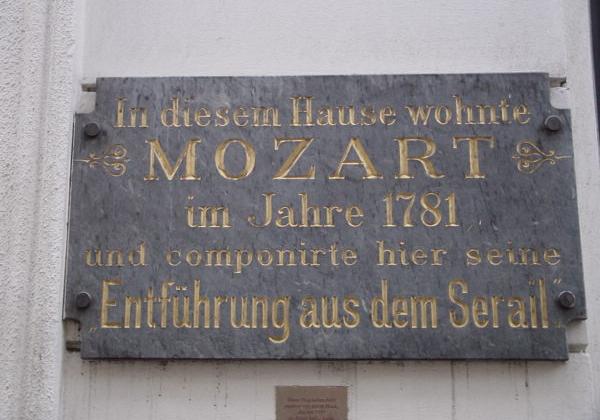 In diesem Hause wohnte
MOZART
im Jahre 1781
und componirte hier seine
„Entführung aus dem Serail“